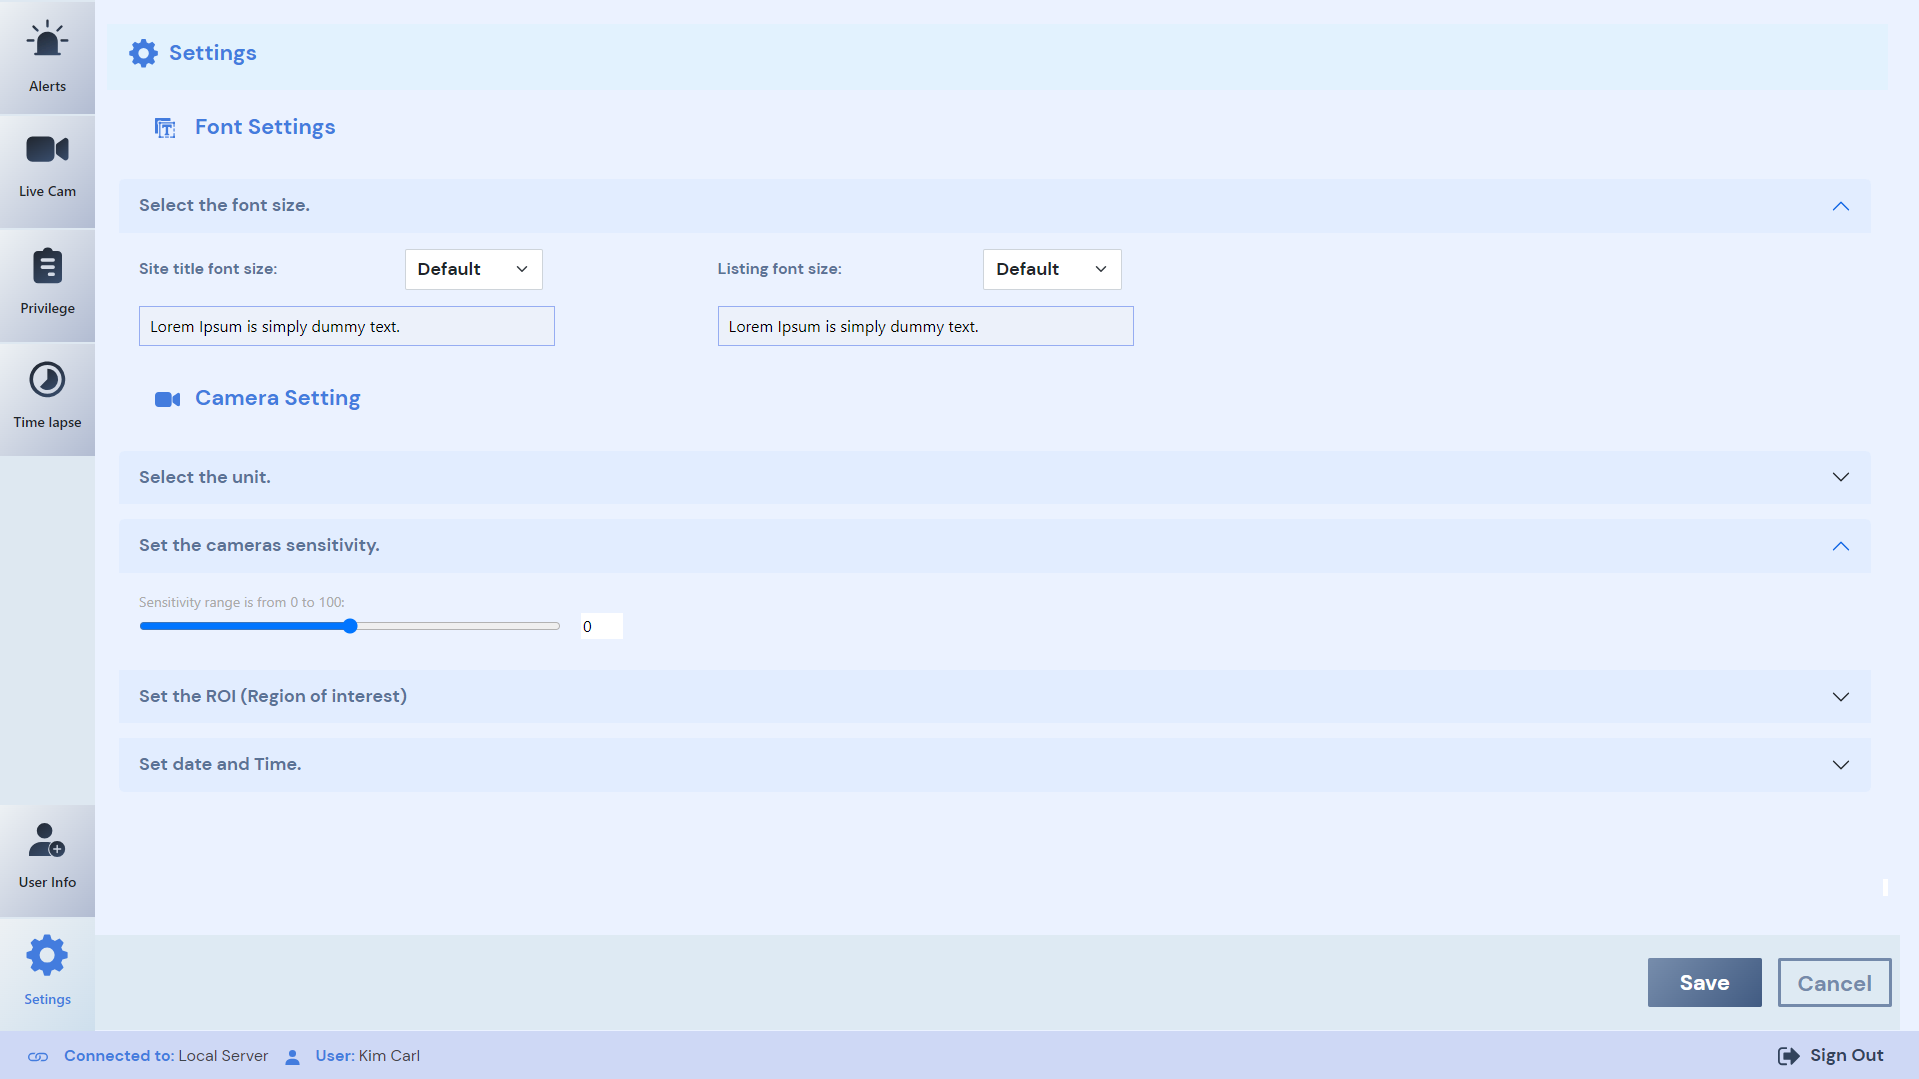 Alerts
Live Cam
Privilege
Time lapse
User Info
Setings
Settings
Font Settings
Select the font size.
Site title font size:
Default
Listing font size:
Default
Lorem Ipsum is simply dummy text.
Lorem Ipsum is simply dummy text.
Camera Setting
Select the unit.
Set the cameras sensitivity.
Sensitivity range is from 0 to 100:
0
Set the ROI (Region of interest)
Set date and Time.
Save
Cancel
Connected to: Local Server
User: Kim Carl
Sign Out